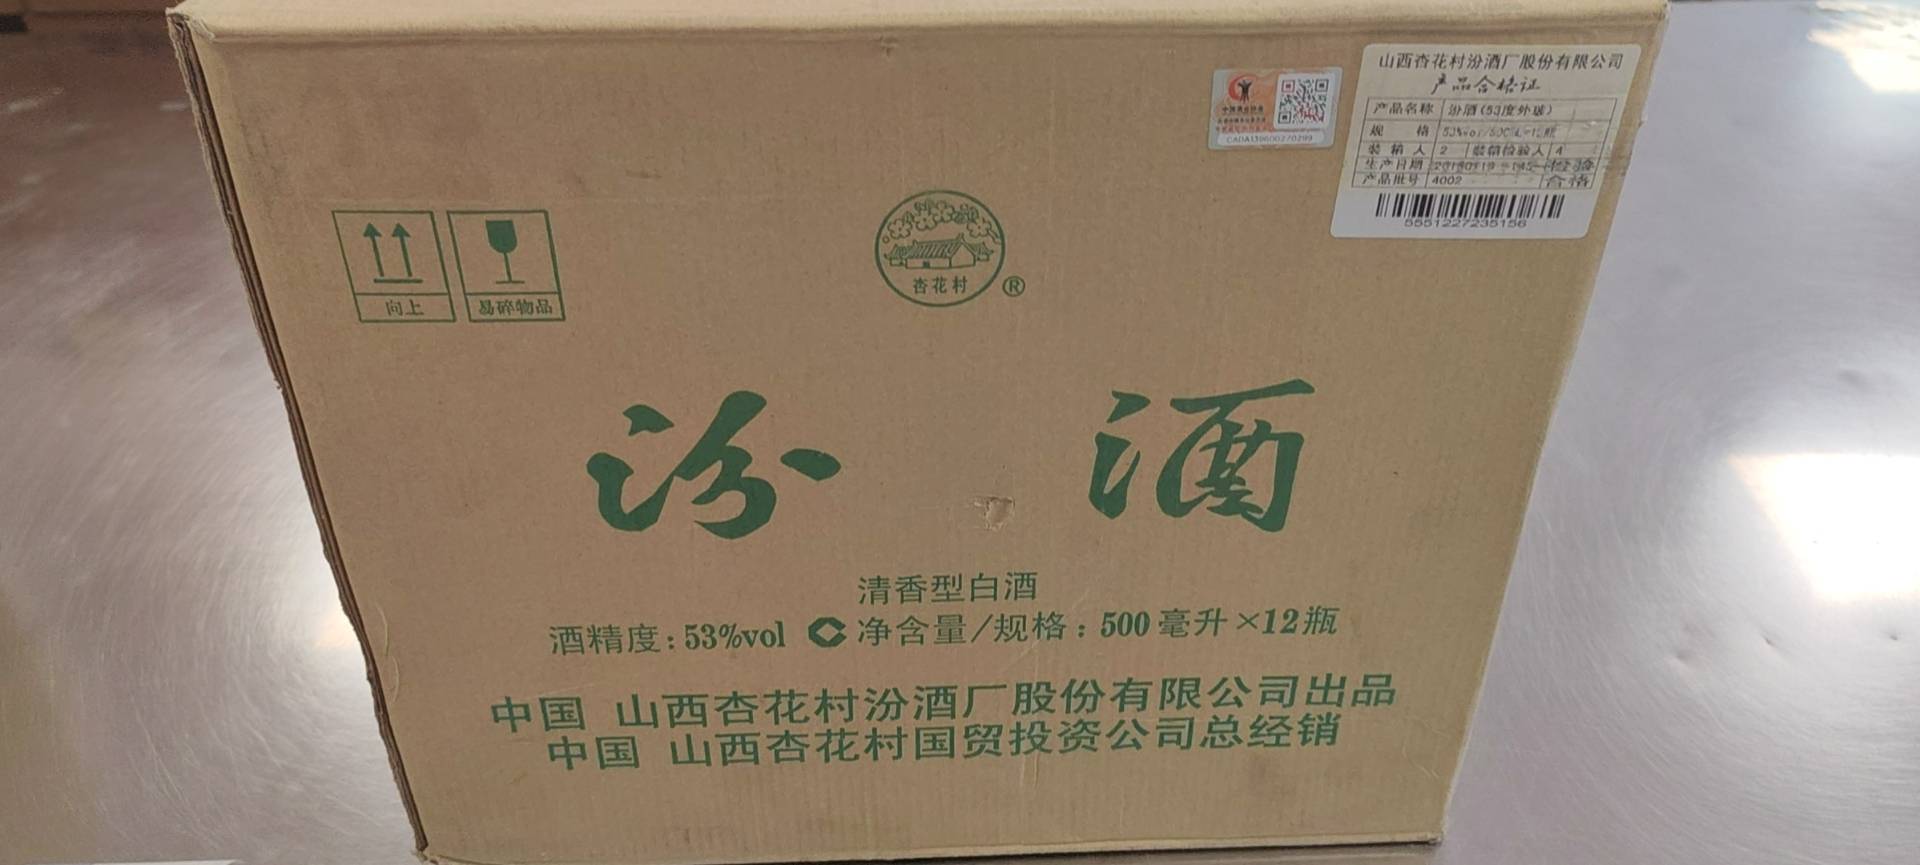 山西杏花村汾酒厂股份有限公司
产品合格证
产品名称 汾酒(53度外玻)
规 格
装箱人 2 装箱检验人 4
生产日期 检验
产品批号 4002 合格
5551227235156
向上
易碎物品
杏花村
®
汾酒
清香型白酒
酒精度:53%vol 净含量/规格:500毫升×12瓶
中国 山西杏花村汾酒厂股份有限公司出品
中国 山西杏花村国贸投资公司总经销